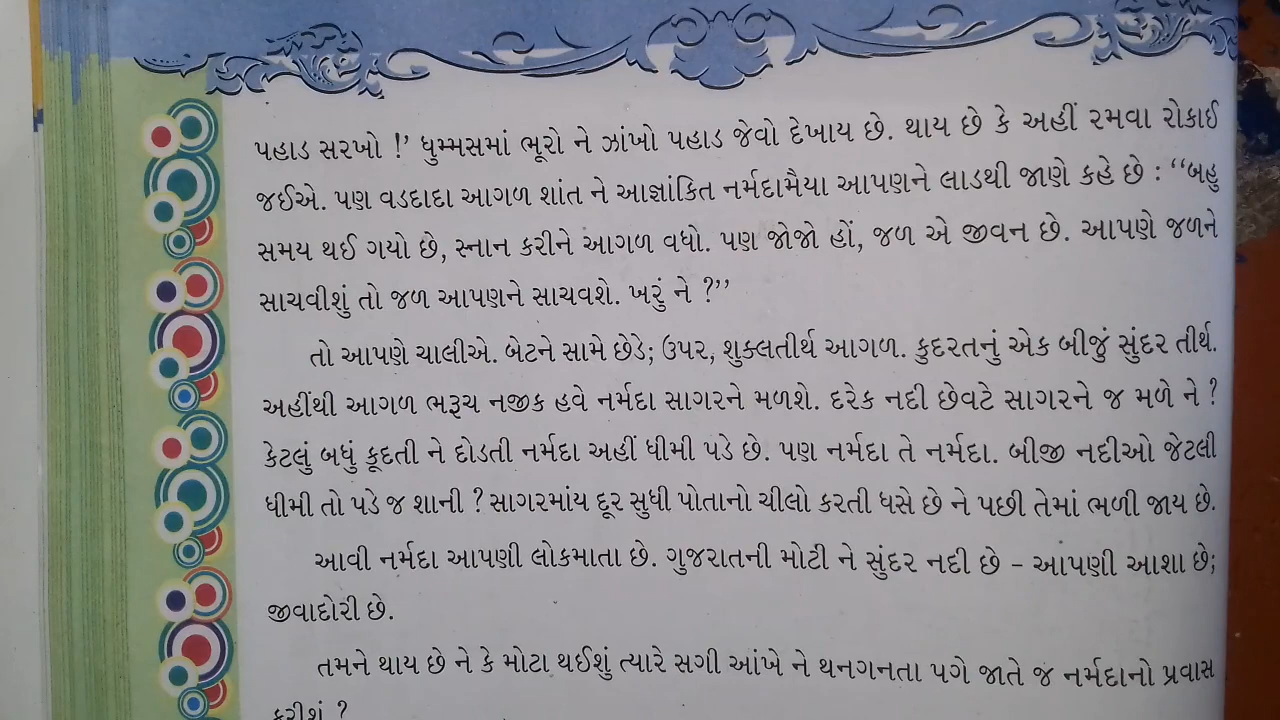 પહાડ સરખો !’ ધુમ્મસમાં ભૂરો ને ઝાંખો પહાડ જેવો દેખાય છે. થાય છે કે અહીં રમવા રોકાઈ
જઈએ. પણ વડદાદા આગળ શાંત ને આજ્ઞાંકિત નર્મદામૈયા આપણને લાડથી જાણે કહે છે : ‘‘બહુ
સમય થઈ ગયો છે, સ્નાન કરીને આગળ વધો. પણ જોજો હોં, જળ એ જીવન છે. આપણે જળને
સાચવીશું તો જળ આપણને સાચવશે. ખરું ને ?’’
તો આપણે ચાલીએ. બેટને સામે છેડે; ઉપર, શુક્લતીર્થ આગળ. કુદરતનું એક બીજું સુંદર તીર્થ.
અહીંથી આગળ ભરૂચ નજીક હવે નર્મદા સાગરને મળશે. દરેક નદી છેવટે સાગરને જ મળે ને ?
કેટલું બધું કૂદતી ને દોડતી નર્મદા અહીં ધીમી પડે છે. પણ નર્મદા તે નર્મદા. બીજી નદીઓ જેટલી
ધીમી તો પડે જ શાની ? સાગરમાંય દૂર સુધી પોતાનો ચીલો કરતી ધસે છે ને પછી તેમાં ભળી જાય છે.
આવી નર્મદા આપણી લોકમાતા છે. ગુજરાતની મોટી ને સુંદર નદી છે – આપણી આશા છે;
જીવાદોરી છે.
તમને થાય છે ને કે મોટા થઈશું ત્યારે સગી આંખે ને થનગનતા પગે જાતે જ નર્મદાનો પ્રવાસ
કરીશું ?